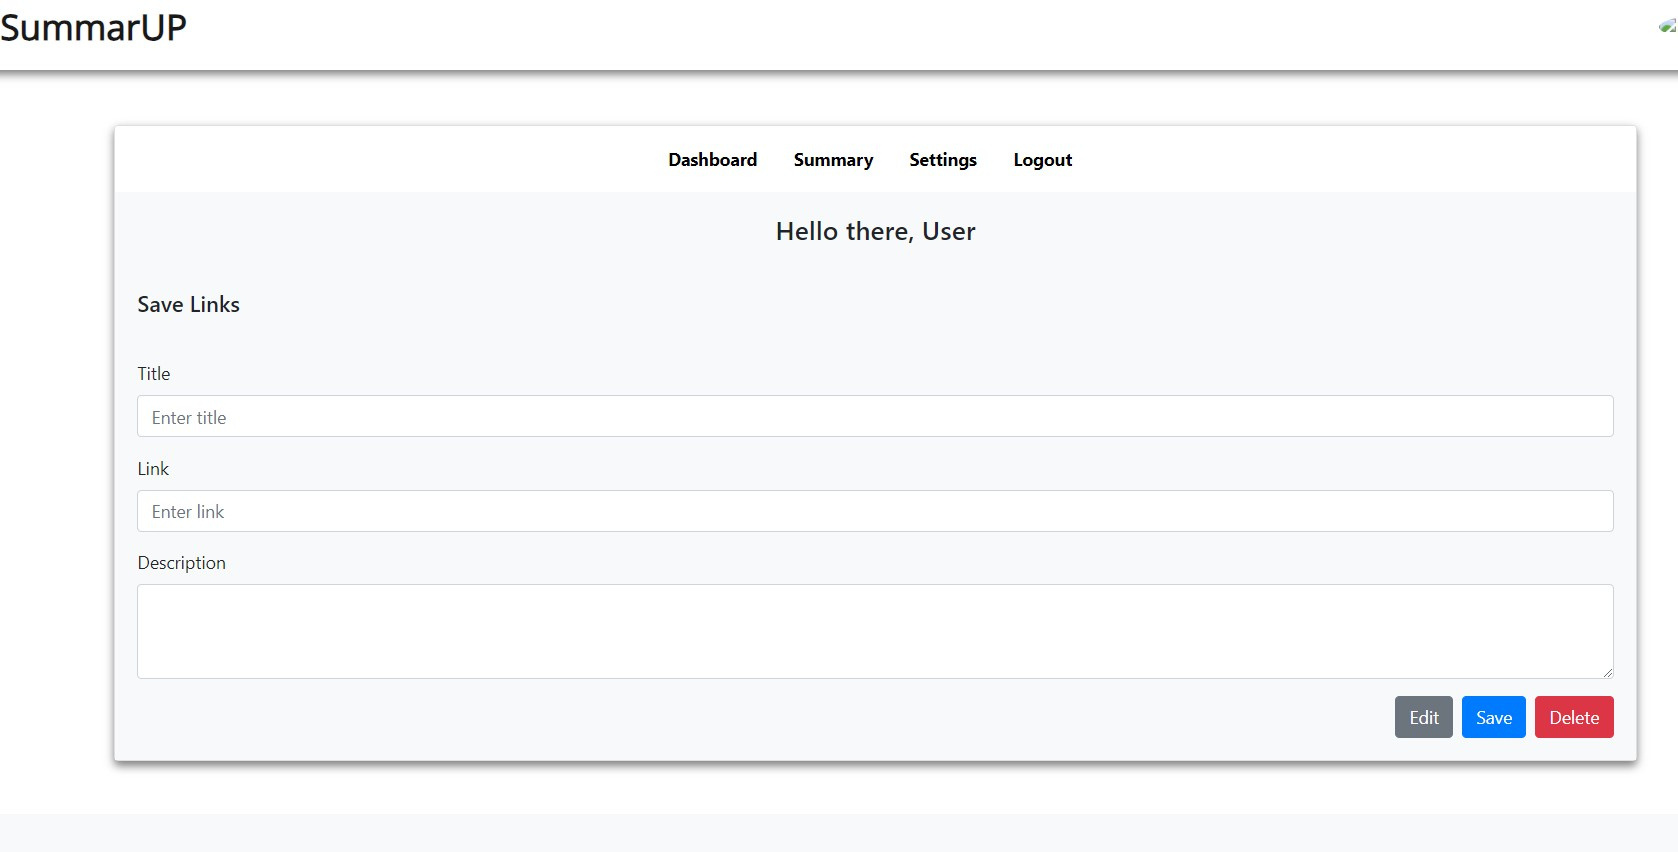 SummarUP
Dashboard Summary Settings Logout
Hello there, User
Save Links
Title
Enter title
Link
Enter link
Description
Edit Save Delete